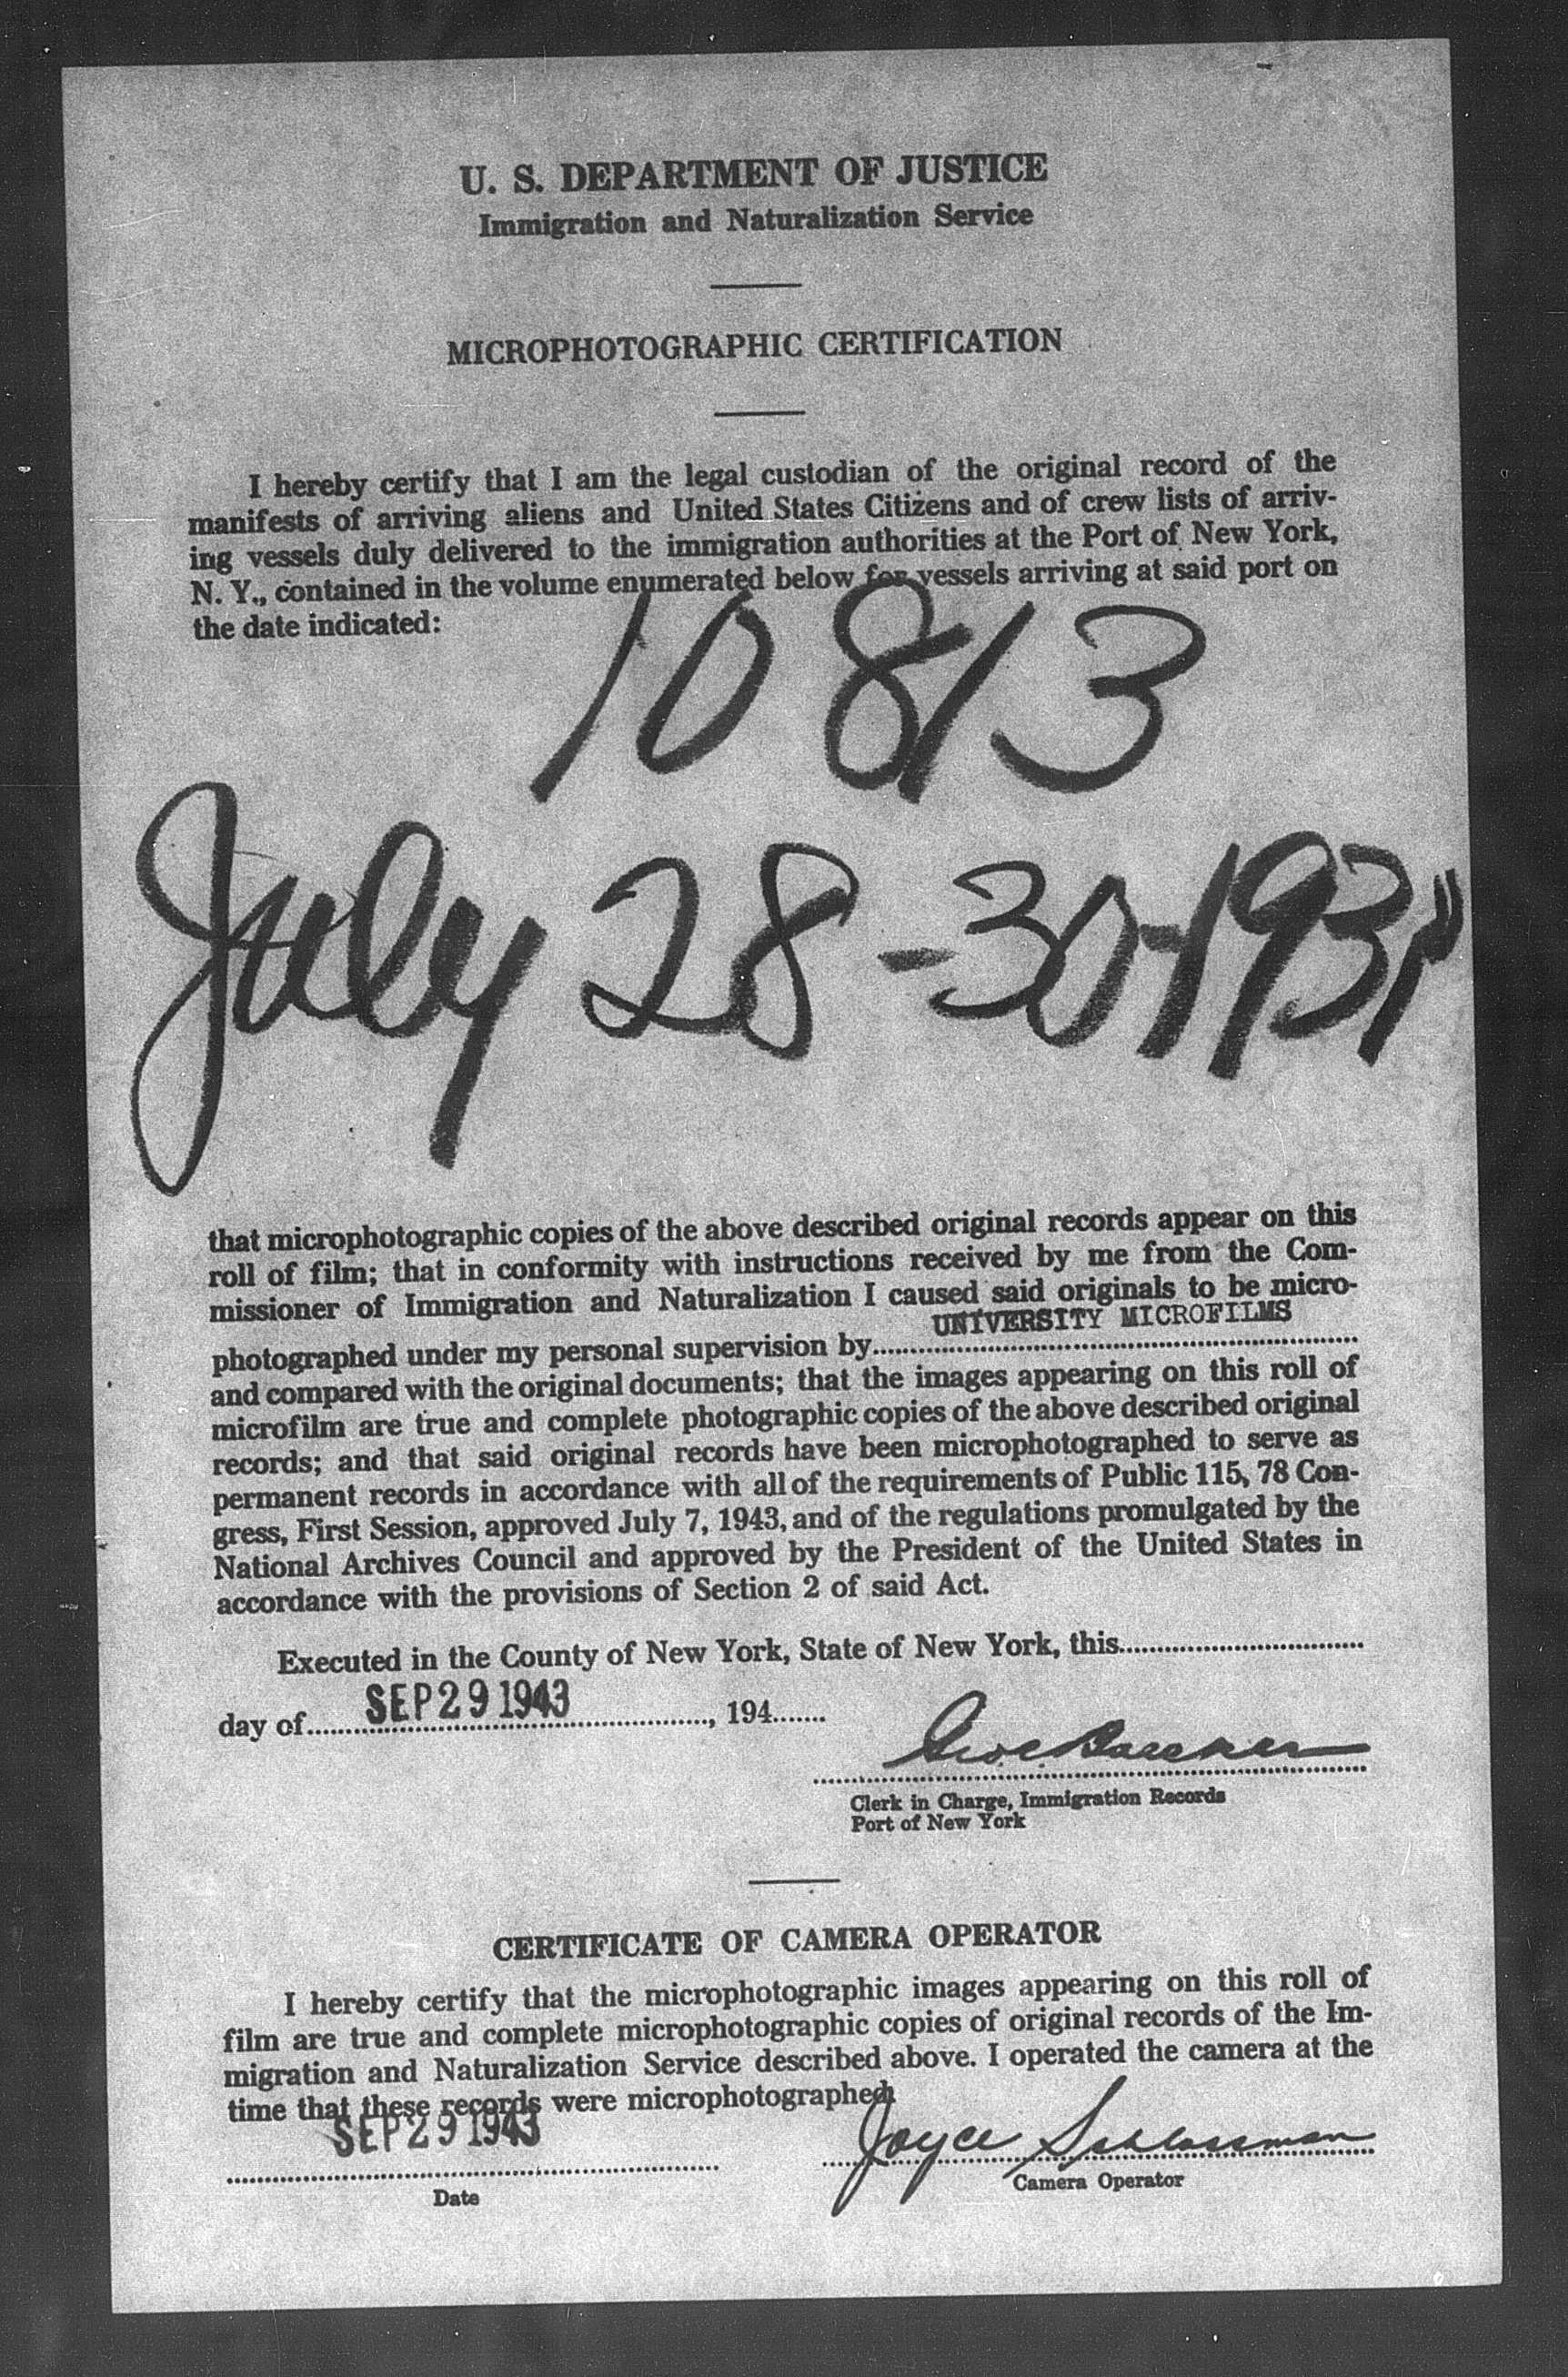 U. S. DEPARTMENT OF JUSTICE
Immigration and Naturalization Service
MICROPHOTOGRAPHIC CERTIFICATION
I hereby certify that I am the legal custodian of the original record of the
manifests of arriving aliens and United States Citizens and of crew lists of arriv-
ing vessels duly delivered to the immigration authorities at the Port of New York,
N. Y., contained in the volume enumerated below for vessels arriving at said port on
the date indicated:
10813
July 28-30-1931"
that microphotographic copies of the above described original records appear on this
roll of film; that in conformity with instructions received by me from the Com-
missioner of Immigration and Naturalization I caused said originals to be micro-
UNIVERSITY MICROFILMS
photographed under my personal supervision by
and compared with the original documents; that the images appearing on this roll of
microfilm are true and complete photographic copies of the above described original
records; and that said original records have been microphotographed to serve as
permanent records in accordance with all of the requirements of Public 115, 78 Con-
gress, First Session, approved July 7, 1943, and of the regulations promulgated by the
National Archives Council and approved by the President of the United States in
accordance with the provisions of Section 2 of said Act.
Executed in the County of New York, State of New York, this
day of SEP 29 1943, 194
Clerk in Charge, Immigration Records
Port of New York
CERTIFICATE OF CAMERA OPERATOR
I hereby certify that the microphotographic images appearing on this roll of
film are true and complete microphotographic copies of original records of the Im-
migration and Naturalization Service described above. I operated the camera at the
time that these records were microphotographed
SEP 29 1943 Joyce
Date Camera Operator